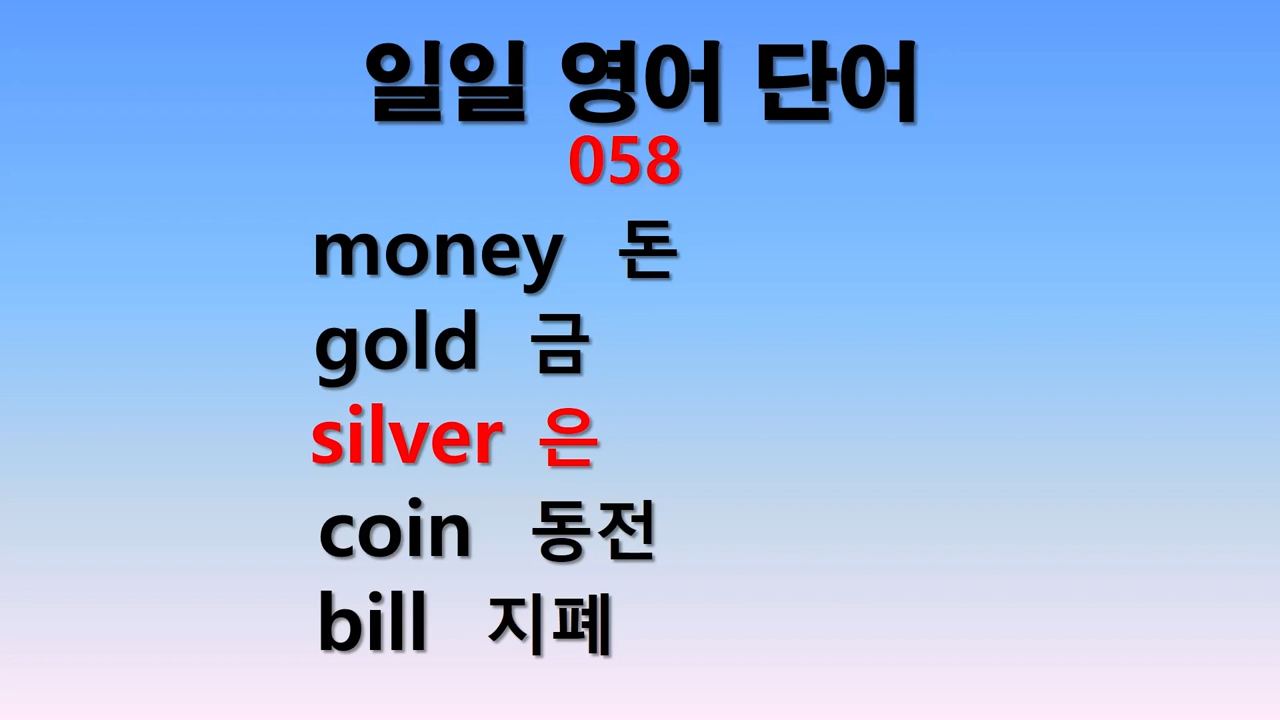 일일 영어 단어
058
money 돈
gold 금
silver 은
coin 동전
bill 지폐